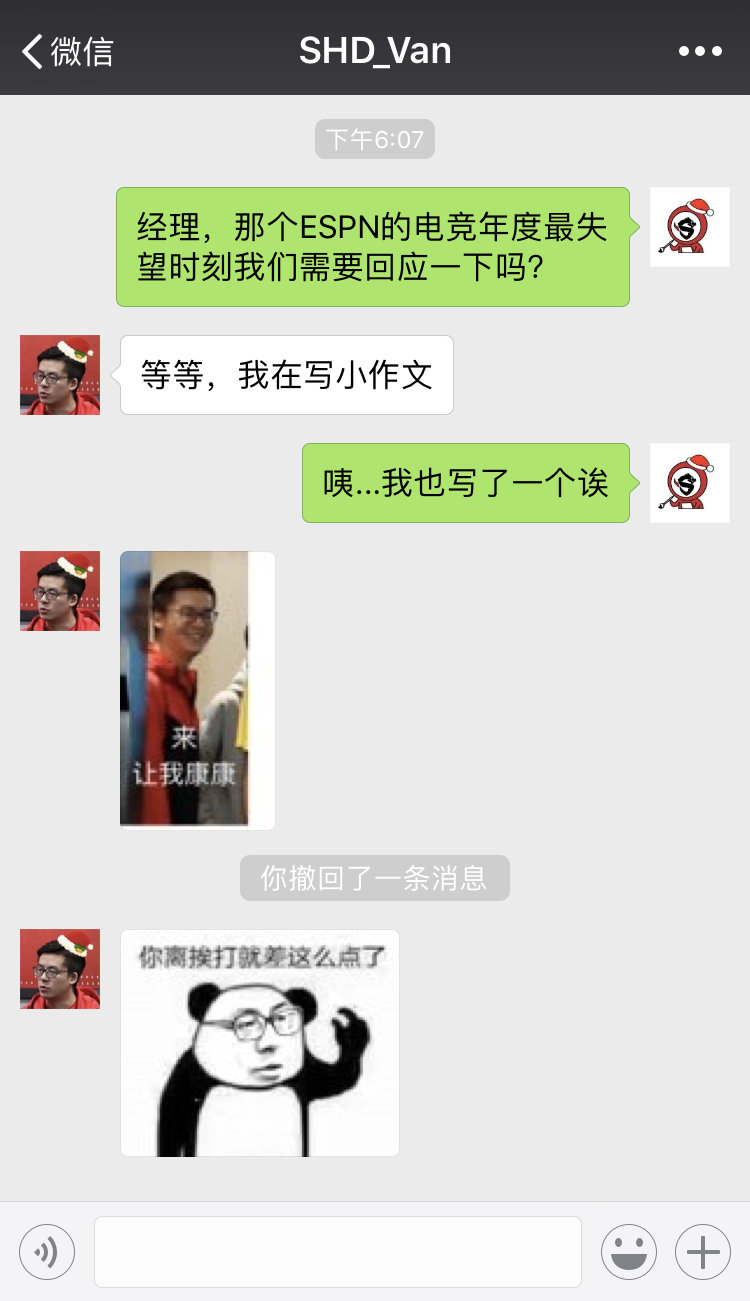 微信
SHD_Van
下午6:07
经理，那个ESPN的电竞年度最失
望时刻我们需要回应一下吗?
等等，我在写小作文
咦...我也写了一个诶
来
让我康康
你撤回了一条消息
你离挨打就差这么点了